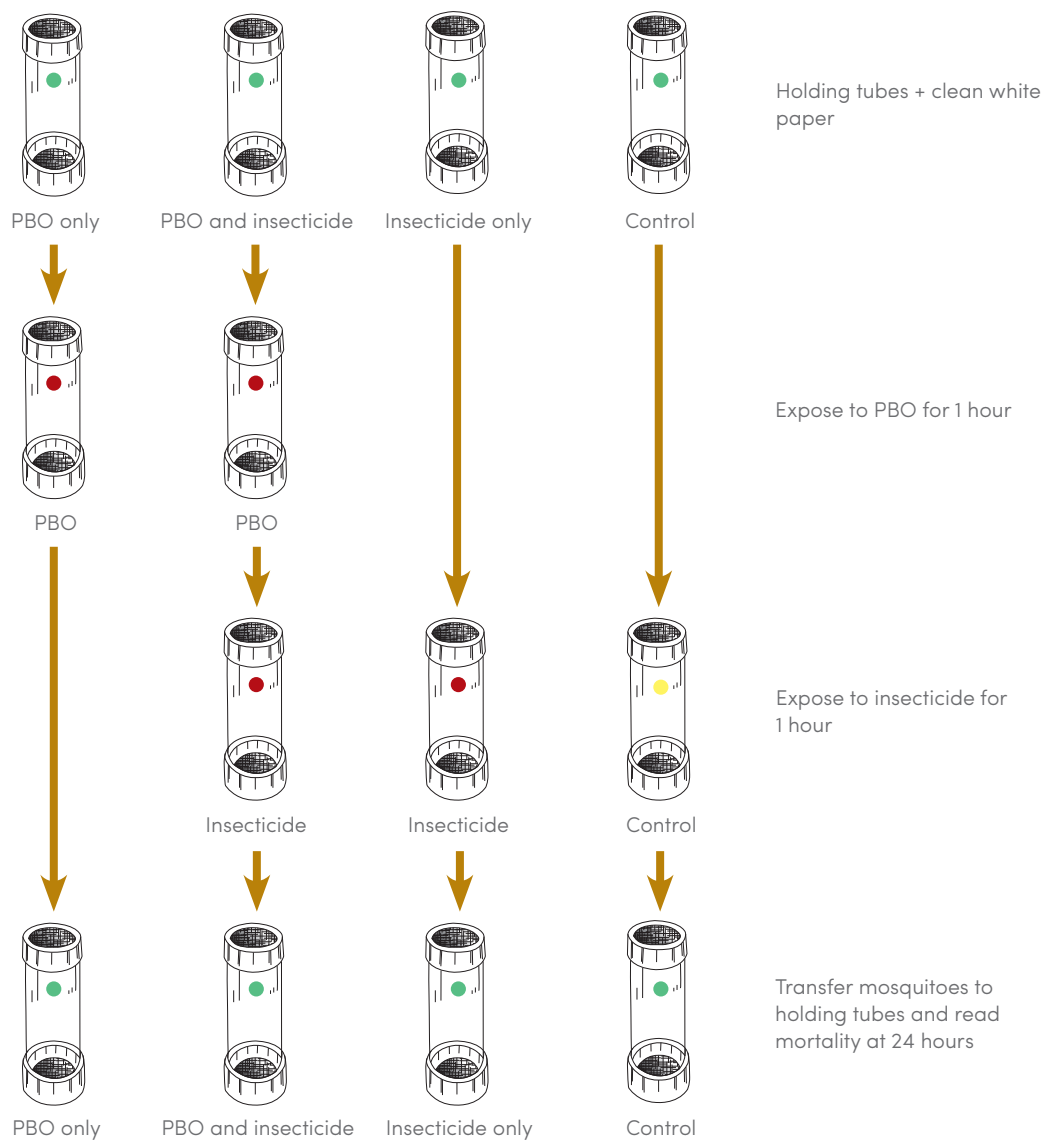 Holding tubes + clean white
paper
PBO only
PBO and insecticide
Insecticide only
Control
Expose to PBO for 1 hour
PBO
PBO
Expose to insecticide for
1 hour
Insecticide
Insecticide
Control
Transfer mosquitoes to
holding tubes and read
mortality at 24 hours
PBO only
PBO and insecticide
Insecticide only
Control